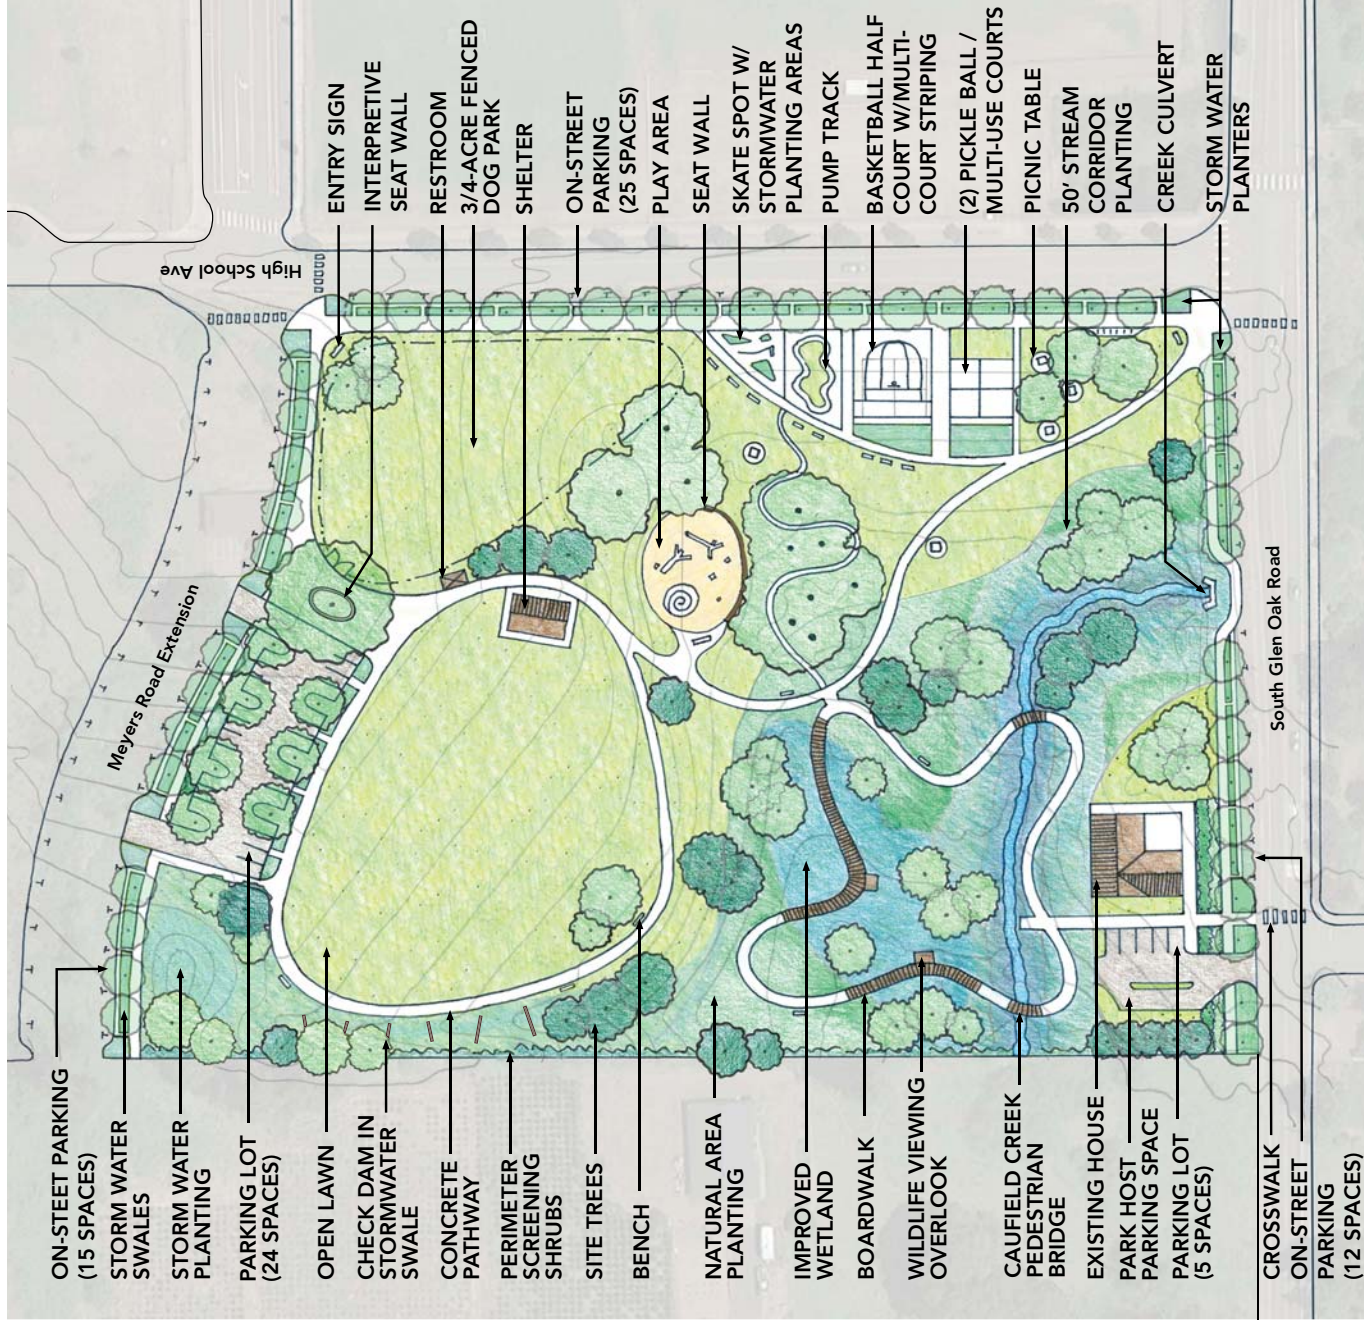 ENTRY SIGN
INTERPRETIVE
SEAT WALL
RESTROOM
3/4-ACRE FENCED
DOG PARK
SHELTER
ON-STREET
PARKING
(25 SPACES)
PLAY AREA
SEAT WALL
SKATE SPOT W/
STORMWATER
PLANTING AREAS
PUMP TRACK
BASKETBALL HALF
COURT W/MULTI-
COURT STRIPING
(2) PICKLE BALL /
MULTI-USE COURTS
PICNIC TABLE
50' STREAM
CORRIDOR
PLANTING
CREEK CULVERT
STORM WATER
PLANTERS
High School Ave
Meyers Road Extension
South Glen Oak Road
ON-STEET PARKING
(15 SPACES)
STORM WATER
SWALES
STORM WATER
PLANTING
PARKING LOT
(24 SPACES)
OPEN LAWN
CHECK DAM IN
STORMWATER
SWALE
CONCRETE
PATHWAY
PERIMETER
SCREENING
SHRUBS
SITE TREES
BENCH
NATURAL AREA
PLANTING
IMPROVED
WETLAND
BOARDWALK
WILDLIFE VIEWING
OVERLOOK
CAUFIELD CREEK
PEDESTRIAN
BRIDGE
EXISTING HOUSE
PARK HOST
PARKING SPACE
PARKING LOT
(5 SPACES)
CROSSWALK
ON-STREET
PARKING
(12 SPACES)